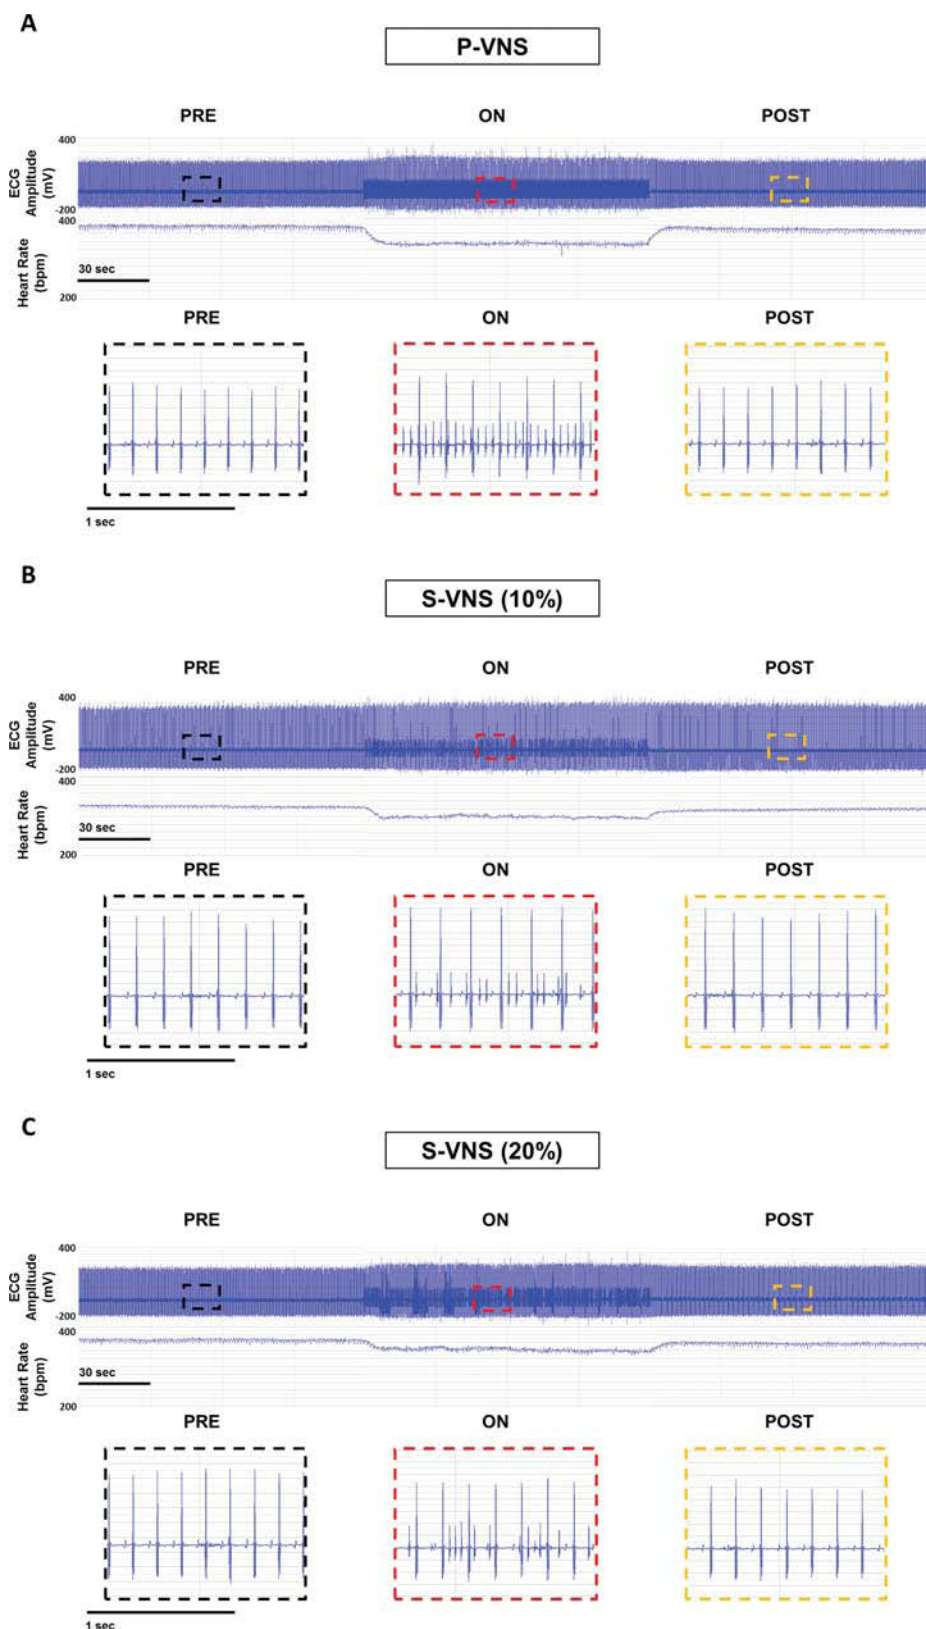 A
P-VNS
PRE ON POST
400
ECG
Amplitude
(mV)
-200
400
Heart Rate
(bpm)
30 sec
200
PRE ON POST
1 sec
B
S-VNS (10%)
PRE ON POST
400
ECG
Amplitude
(mV)
-200
400
Heart Rate
(bpm)
30 sec
200
PRE ON POST
1 sec
C
S-VNS (20%)
PRE ON POST
400
ECG
Amplitude
(mV)
-200
400
Heart Rate
(bpm)
30 sec
200
PRE ON POST
1 sec